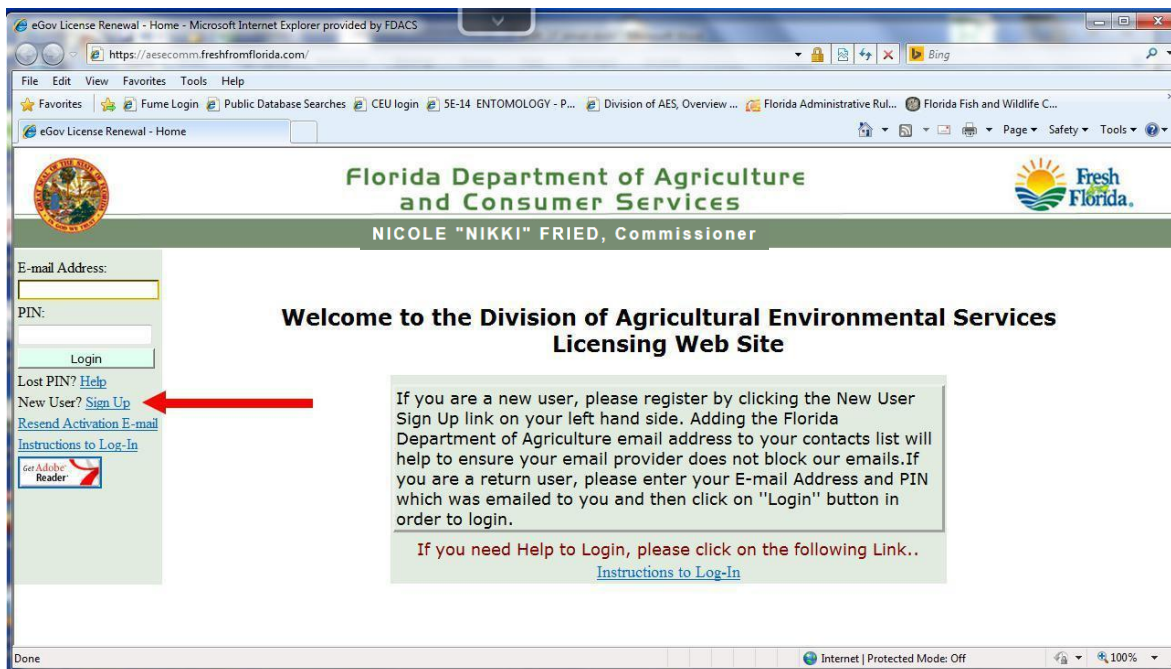 eGov License Renewal - Home - Microsoft Internet Explorer provided by FDACS
https://aesecomm.freshfromflorida.com/
Bing
File Edit View Favorites Tools Help
Favorites Fume Login Public Database Searches CEU login 5E-14 ENTOMOLOGY - P... Division of AES, Overview ... Florida Administrative Rul... Florida Fish and Wildlife C...
eGov License Renewal - Home
Page Safety Tools
Florida Department of Agriculture
and Consumer Services
Fresh
Florida.
NICOLE "NIKKI" FRIED, Commissioner
E-mail Address:
PIN:
Login
Lost PIN? Help
New User? Sign Up
Resend Activation E-mail
Instructions to Log-In
Get Adobe
Reader
Welcome to the Division of Agricultural Environmental Services
Licensing Web Site
If you are a new user, please register by clicking the New User
Sign Up link on your left hand side. Adding the Florida
Department of Agriculture email address to your contacts list will
help to ensure your email provider does not block our emails.If
you are a return user, please enter your E-mail Address and PIN
which was emailed to you and then click on "Login" button in
order to login.
If you need Help to Login, please click on the following Link..
Instructions to Log-In
Done
Internet | Protected Mode: Off
100%